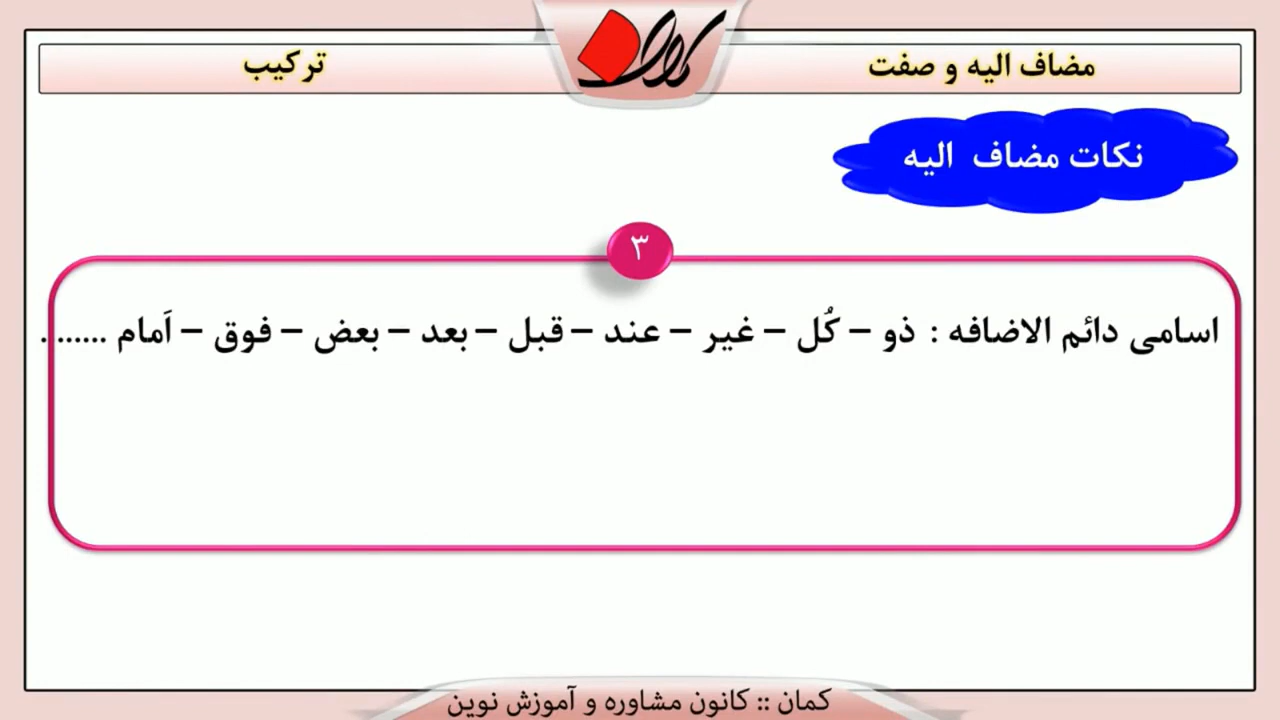 مضاف الیه و صفت
کمان
ترکیب
نکات مضاف الیه
۳
اسامی دائم الاضافه : ذو – کُل – غیر – عند – قبل – بعد – بعض – فوق – اَمام ........
کمان :: کانون مشاوره و آموزش نوین